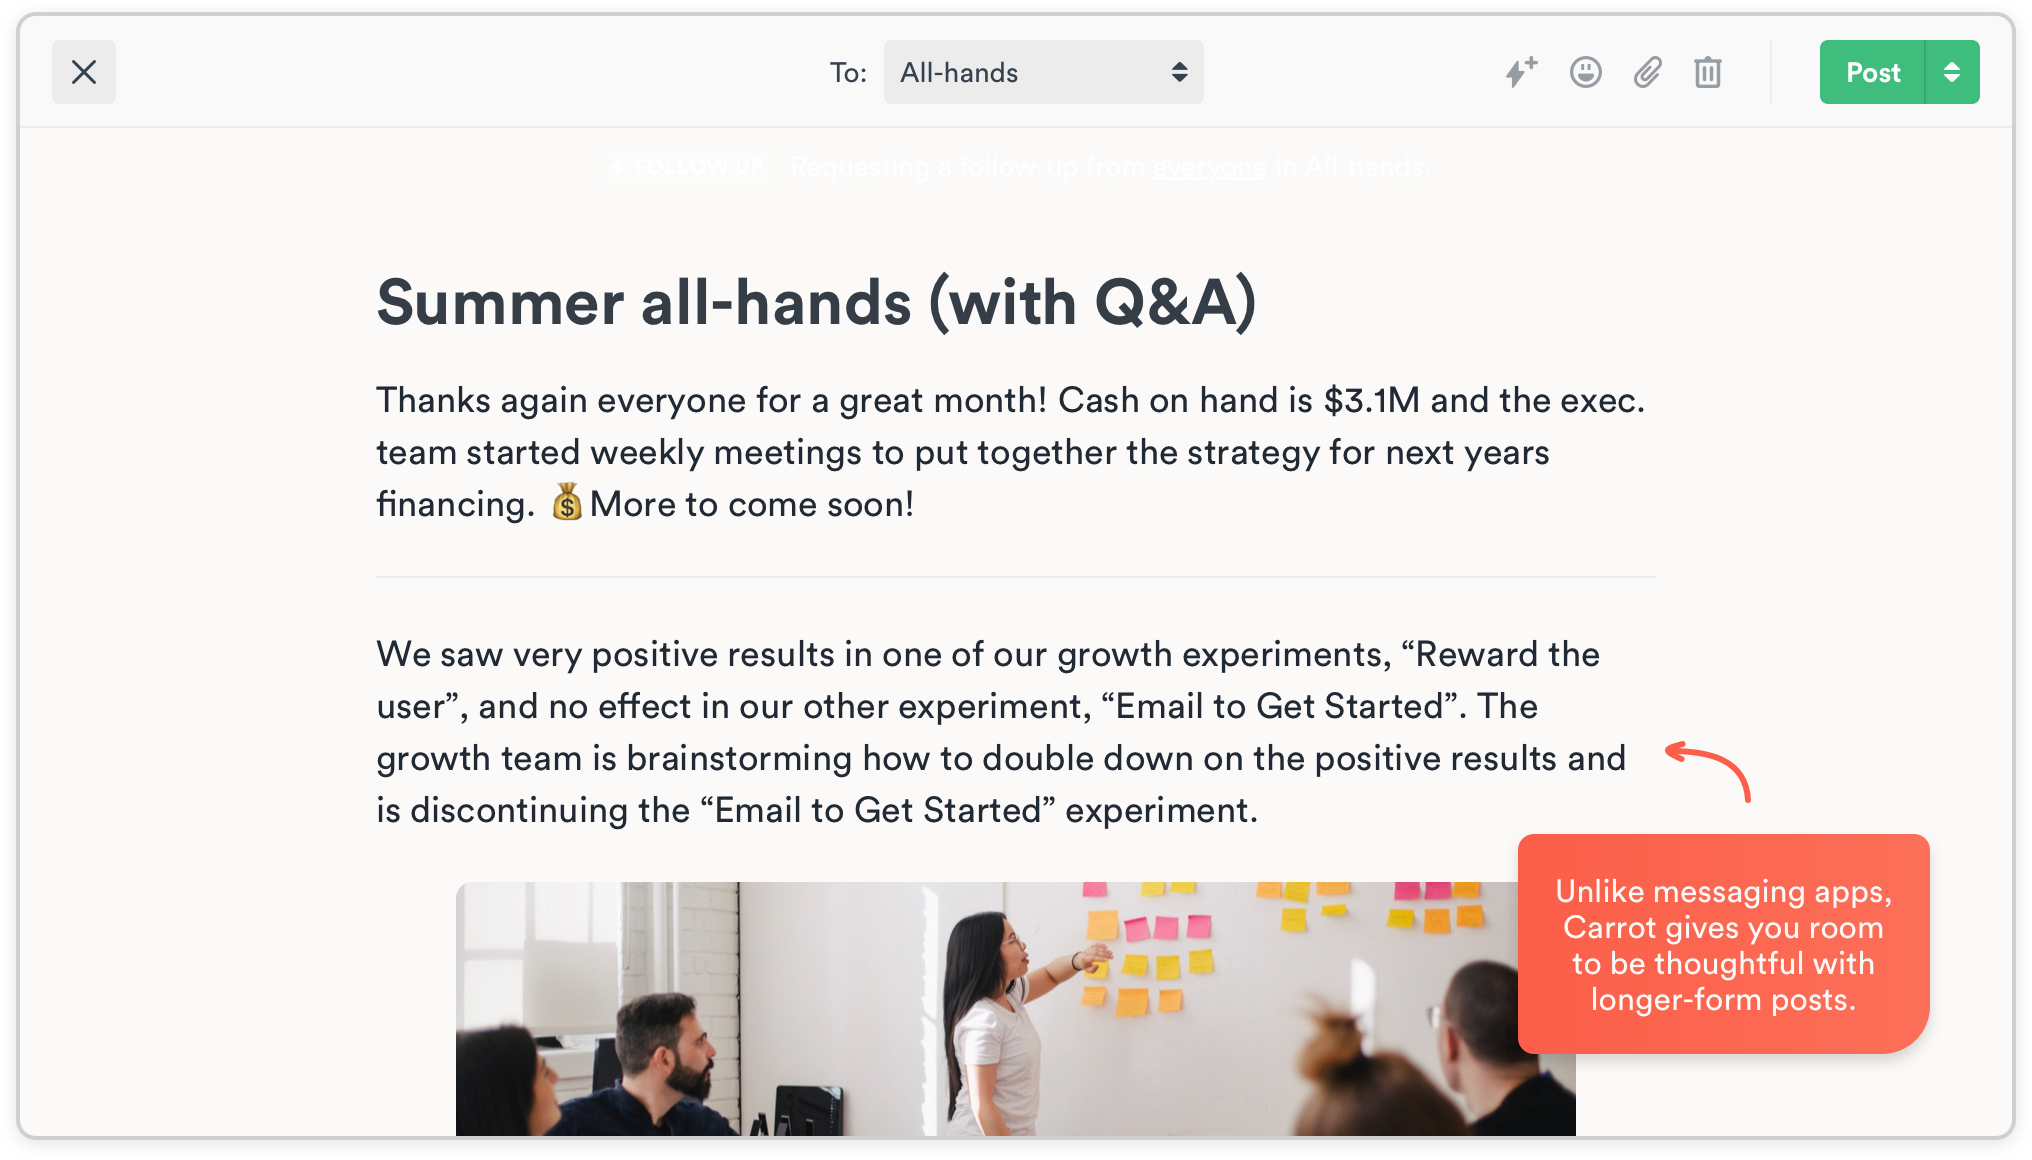 To: All-hands Post
FOLLOW UP Requesting a follow-up from everyone in All-hands.
Summer all-hands (with Q&A)
Thanks again everyone for a great month! Cash on hand is $3.1M and the exec.
team started weekly meetings to put together the strategy for next years
financing. 💰More to come soon!
We saw very positive results in one of our growth experiments, “Reward the
user”, and no effect in our other experiment, “Email to Get Started”. The
growth team is brainstorming how to double down on the positive results and
is discontinuing the “Email to Get Started” experiment.
Unlike messaging apps,
Carrot gives you room
to be thoughtful with
longer-form posts.